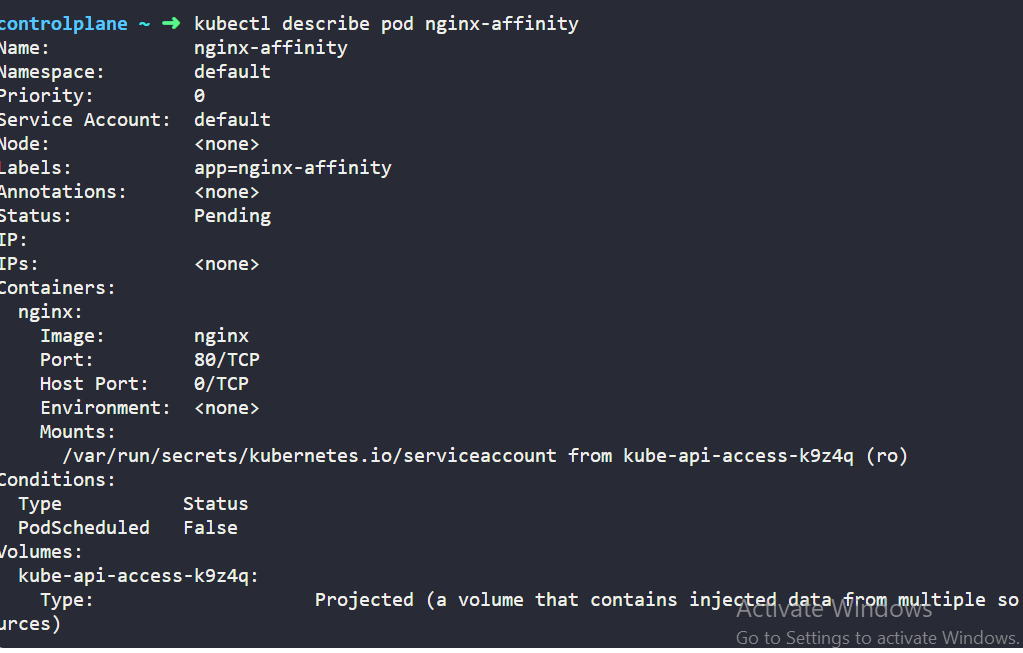 controlplane ~ ➜ kubectl describe pod nginx-affinity
Name: nginx-affinity
Namespace: default
Priority: 0
Service Account: default
Node: <none>
Labels: app=nginx-affinity
Annotations: <none>
Status: Pending
IP:
IPs: <none>
Containers:
  nginx:
    Image: nginx
    Port: 80/TCP
    Host Port: 0/TCP
    Environment: <none>
    Mounts:
      /var/run/secrets/kubernetes.io/serviceaccount from kube-api-access-k9z4q (ro)
Conditions:
  Type Status
  PodScheduled False
Volumes:
  kube-api-access-k9z4q:
    Type: Projected (a volume that contains injected data from multiple so
urces)
Activate Windows
Go to Settings to activate Windows.